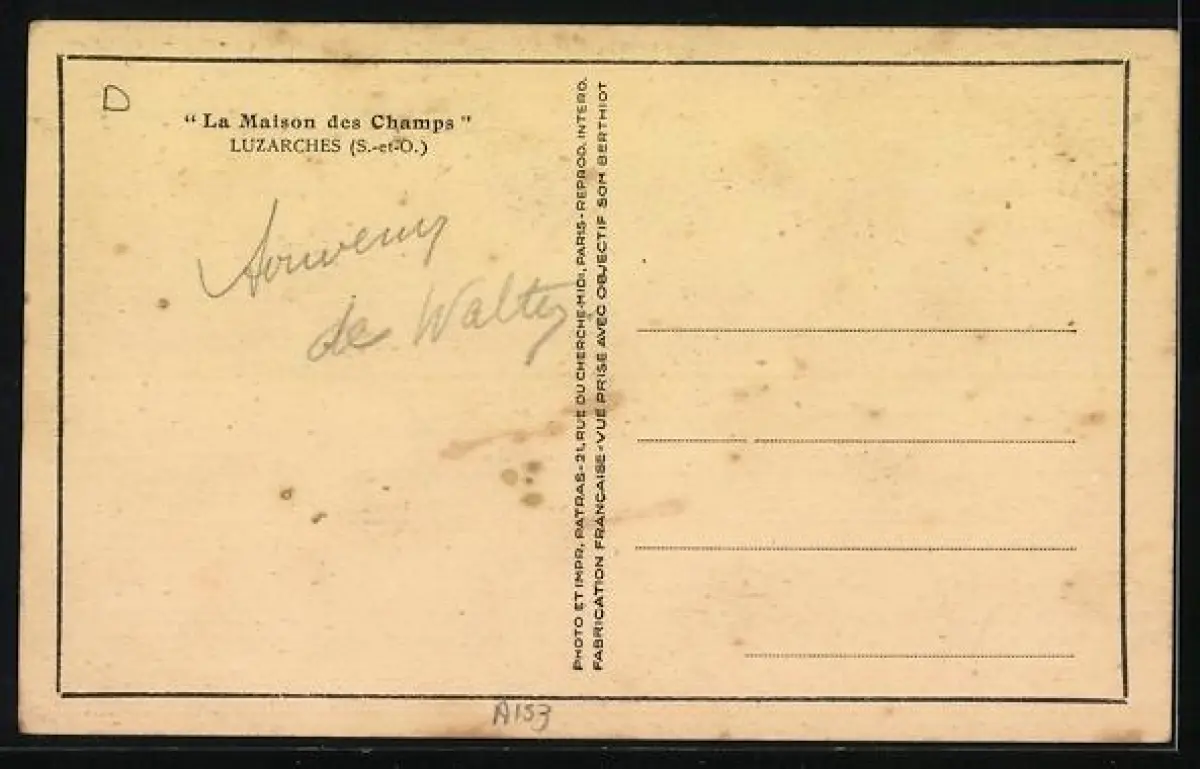 D
“ La Maison des Champs ”
LUZARCHES (S.-et-O.)
Souvenir
de Walter
PHOTO ET IMPR. PATRAS - 21, RUE DU CHERCHE-MIDI, PARIS - REPROD. INTERD.
FABRICATION FRANÇAISE - VUE PRISE AVEC OBJECTIF SOM BERTHIOT
A153